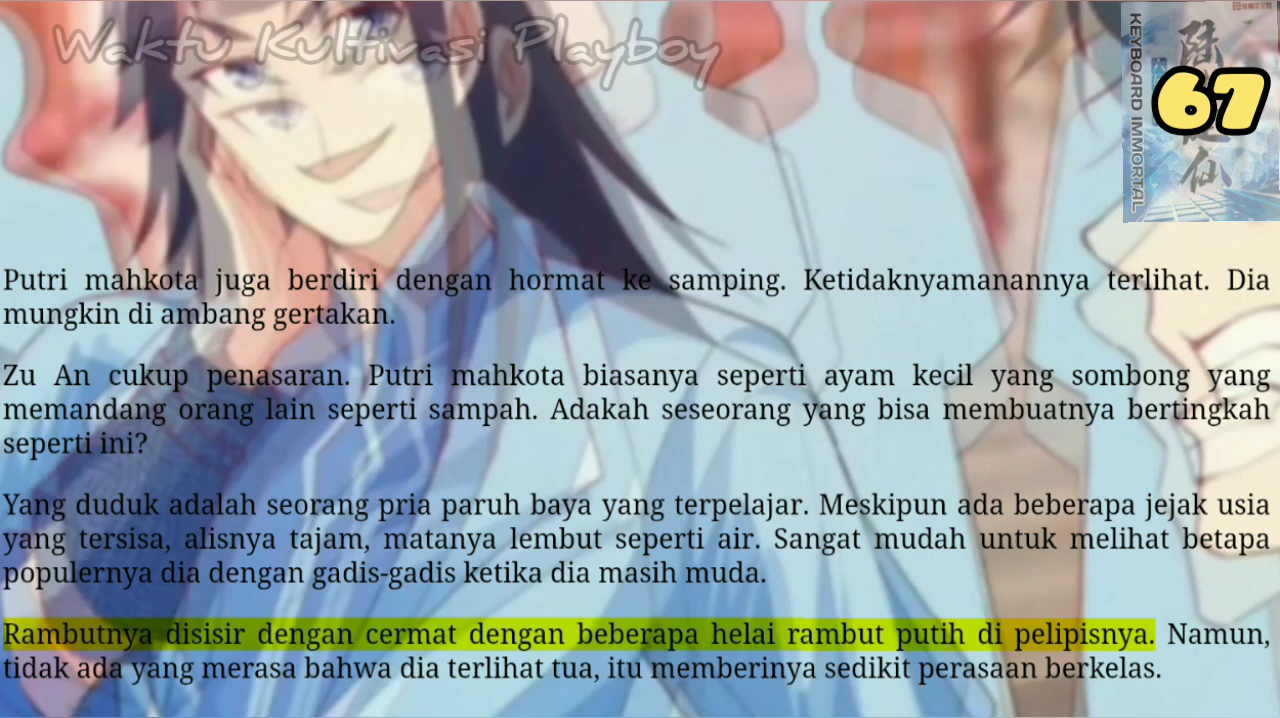 Waktu Kultivasi Playboy
KEYBOARD IMMORTAL
67
Putri mahkota juga berdiri dengan hormat ke samping. Ketidaknyamanannya terlihat. Dia
mungkin di ambang gertakan.
Zu An cukup penasaran. Putri mahkota biasanya seperti ayam kecil yang sombong yang
memandang orang lain seperti sampah. Adakah seseorang yang bisa membuatnya bertingkah
seperti ini?
Yang duduk adalah seorang pria paruh baya yang terpelajar. Meskipun ada beberapa jejak usia
yang tersisa, alisnya tajam, matanya lembut seperti air. Sangat mudah untuk melihat betapa
populernya dia dengan gadis-gadis ketika dia masih muda.
Rambutnya disisir dengan cermat dengan beberapa helai rambut putih di pelipisnya. Namun,
tidak ada yang merasa bahwa dia terlihat tua, itu memberinya sedikit perasaan berkelas.